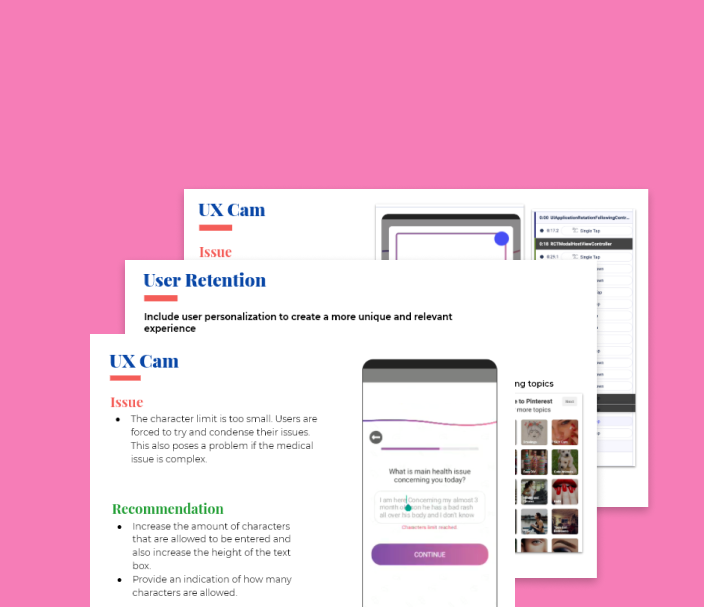 UX Cam
Issue
0:00 UIApplicationRotationFollowingContr...
Single Tap
0:18 RCTModalHostViewController
0:29.1 Single Tap
User Retention
Include user personalization to create a more unique and relevant
experience
ng topics
e to Pinterest
Next
more topics
UX Cam
Issue
The character limit is too small. Users are
forced to try and condense their issues.
This also poses a problem if the medical
issue is complex.
Recommendation
Increase the amount of characters
that are allowed to be entered and
also increase the height of the text
box.
Provide an indication of how many
characters are allowed.
What is main health issue
concerning you today?
I am here Concerning my almost 3
month old son he has a bad rash
all over his body and I don't know
Characters limit reached.
CONTINUE